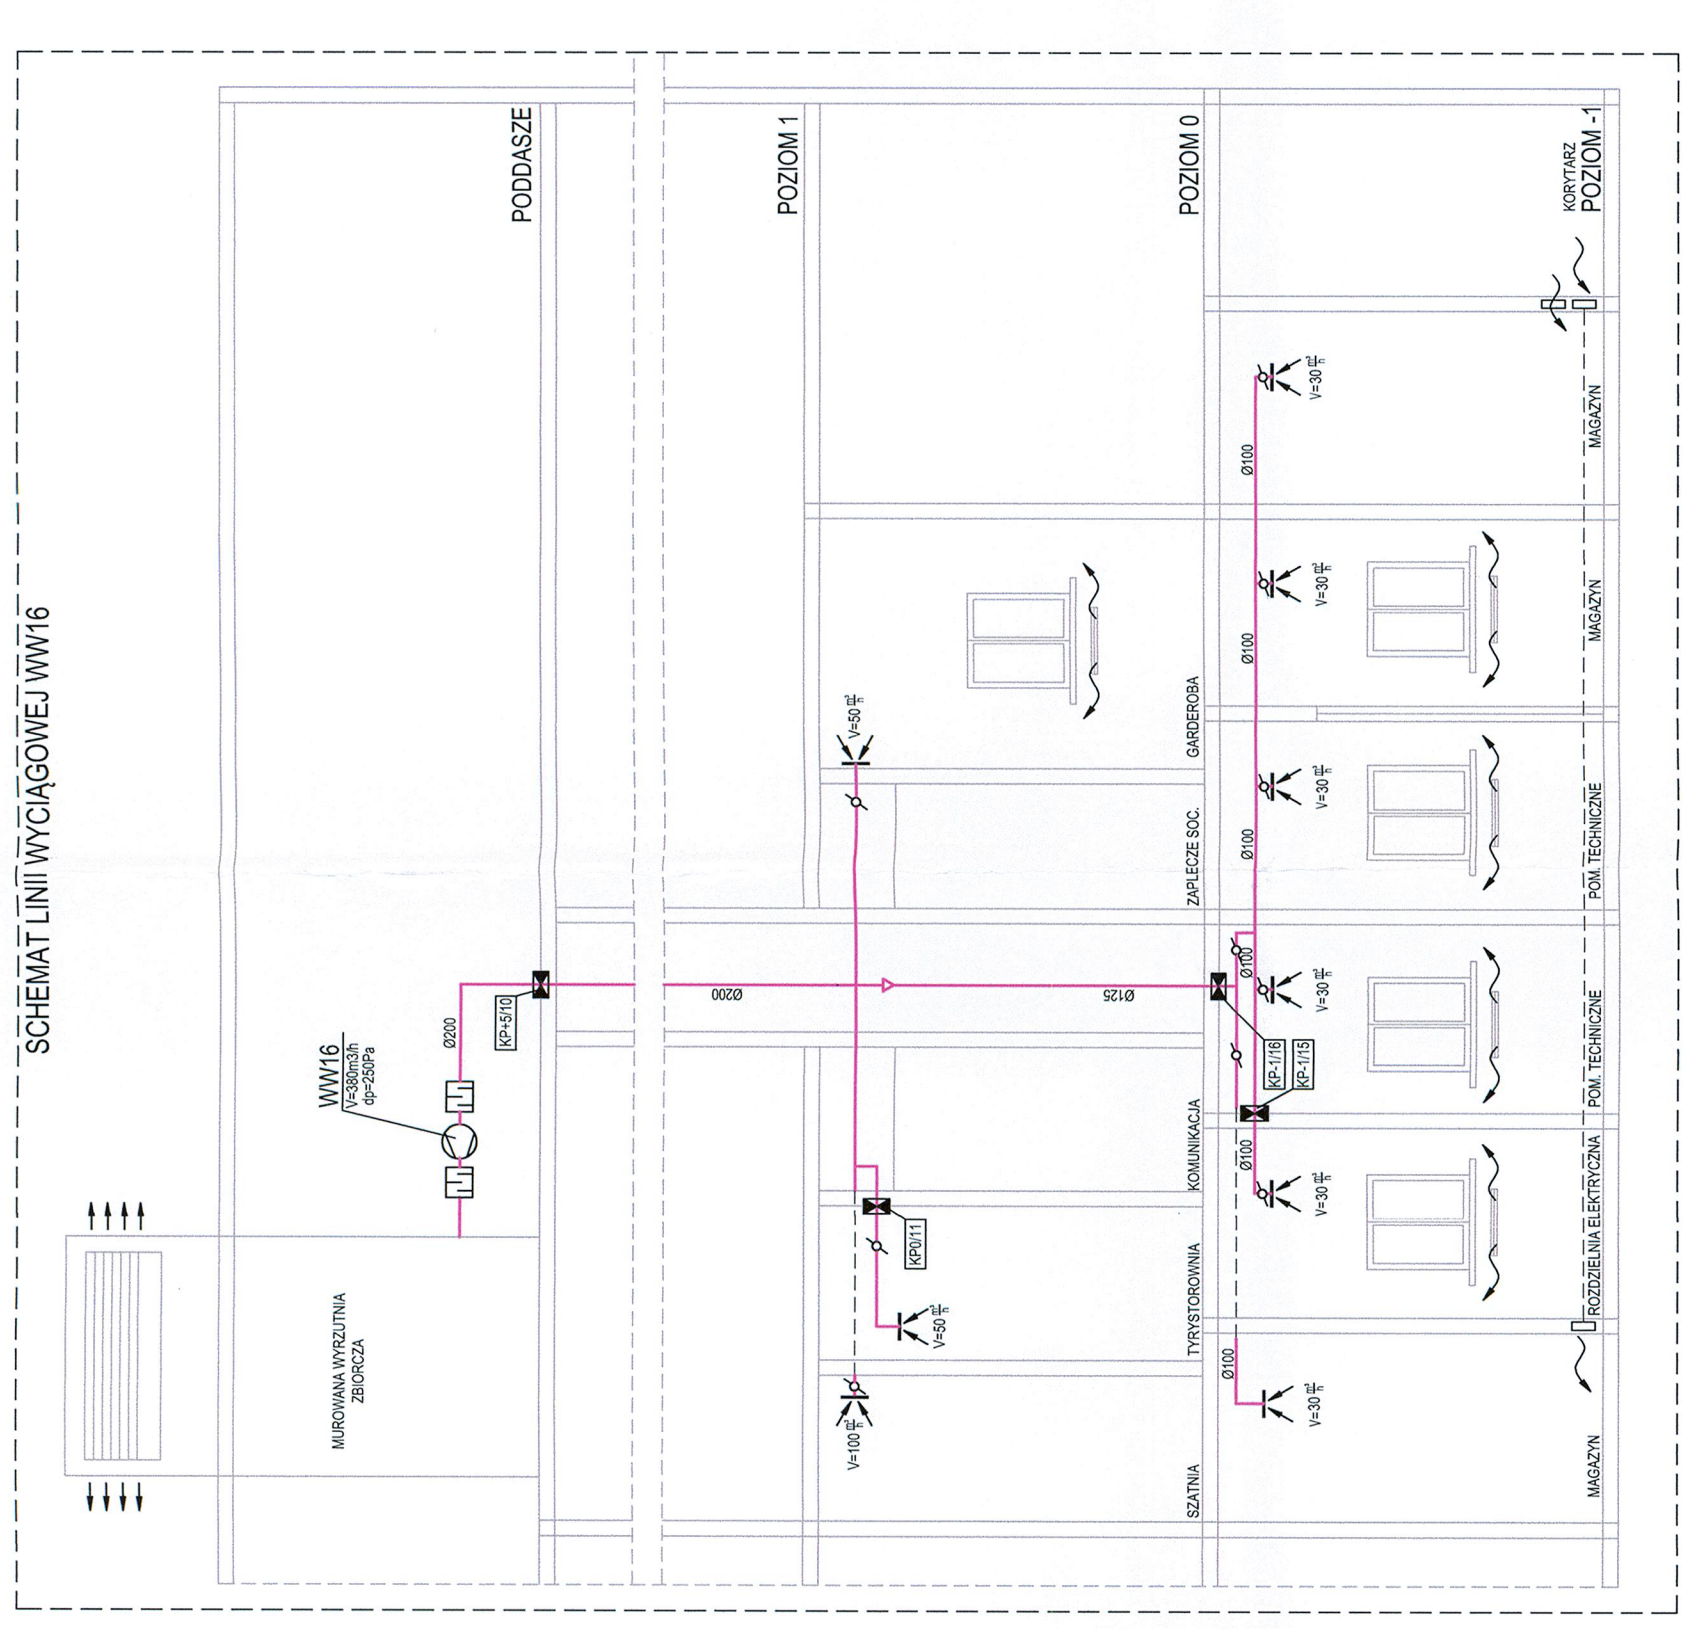 SCHEMAT LINII WYCIĄGOWEJ WW16
MUROWANA WYRZUTNIA
ZBIORCZA
WW16
V=380m3/h
dp=250Pa
Ø200
KP+5/10
PODDASZE
Ø200
POZIOM 1
V=100 m³/h
V=50 m³/h
KP0/11
V=50 m³/h
Ø125
SZATNIA
TYRYSTOROWNIA
KOMUNIKACJA
ZAPLECZE SOC.
GARDEROBA
POZIOM 0
Ø100
Ø100
Ø100
Ø100
Ø100
Ø100
KP-1/16
KP-1/15
V=30 m³/h
V=30 m³/h
V=30 m³/h
V=30 m³/h
V=30 m³/h
V=30 m³/h
MAGAZYN
ROZDZIELNIA ELEKTRYCZNA
POM. TECHNICZNE
POM. TECHNICZNE
MAGAZYN
MAGAZYN
KORYTARZ
POZIOM -1